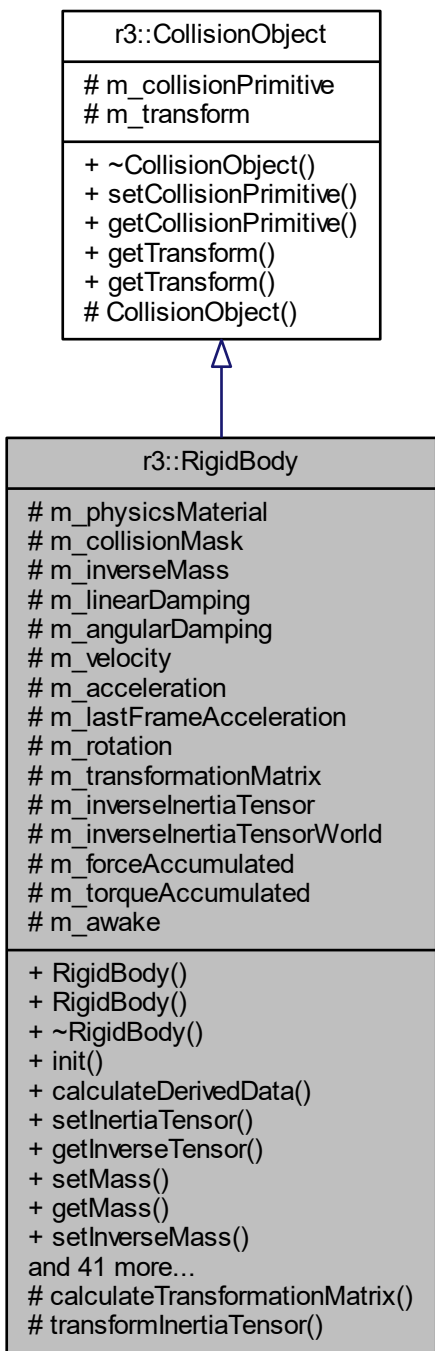 r3::CollisionObject
# m_collisionPrimitive
# m_transform
+ ~CollisionObject()
+ setCollisionPrimitive()
+ getCollisionPrimitive()
+ getTransform()
+ getTransform()
# CollisionObject()
r3::RigidBody
# m_physicsMaterial
# m_collisionMask
# m_inverseMass
# m_linearDamping
# m_angularDamping
# m_velocity
# m_acceleration
# m_lastFrameAcceleration
# m_rotation
# m_transformationMatrix
# m_inverseInertiaTensor
# m_inverseInertiaTensorWorld
# m_forceAccumulated
# m_torqueAccumulated
# m_awake
+ RigidBody()
+ RigidBody()
+ ~RigidBody()
+ init()
+ calculateDerivedData()
+ setInertiaTensor()
+ getInverseTensor()
+ setMass()
+ getMass()
+ setInverseMass()
and 41 more...
# calculateTransformationMatrix()
# transformInertiaTensor()